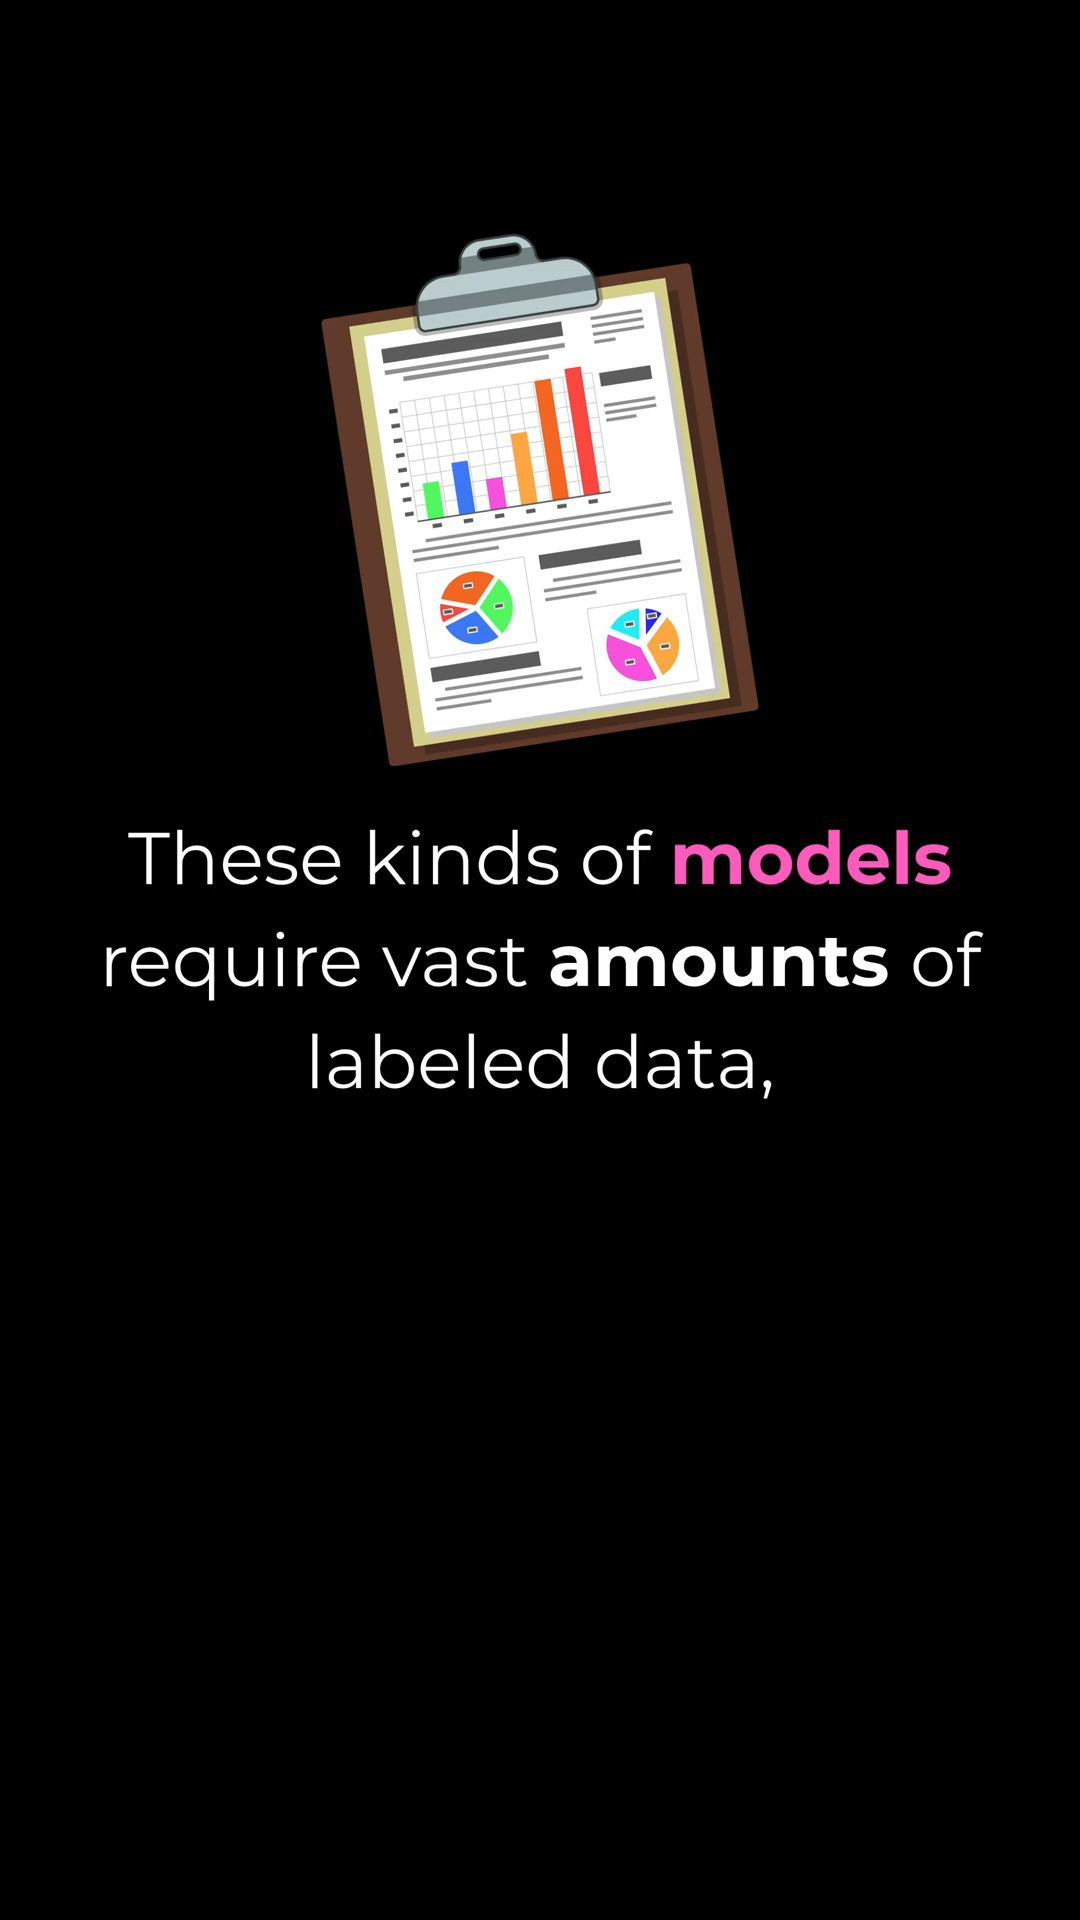 These kinds of models
require vast amounts of
labeled data,